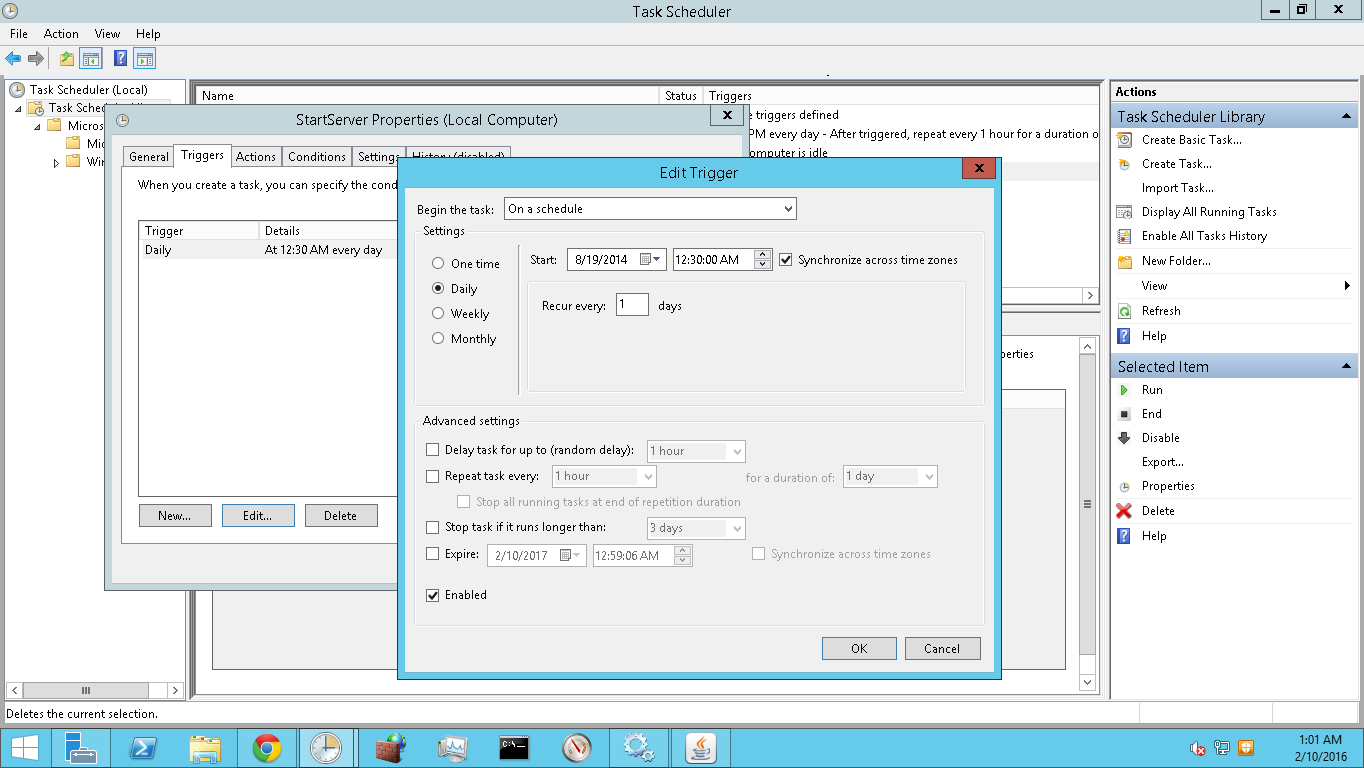 Task Scheduler
File Action View Help
Task Scheduler (Local)
Task Sche
Micros
Mi
Wir
Name Status Triggers
e triggers defined
PM every day - After triggered, repeat every 1 hour for a duration o
omputer is idle
perties
StartServer Properties (Local Computer)
General Triggers Actions Conditions Settings History (disabled)
When you create a task, you can specify the cond
Trigger Details
Daily At 12:30 AM every day
New... Edit... Delete
Edit Trigger
Begin the task: On a schedule
Settings
One time
Daily
Weekly
Monthly
Start: 8/19/2014 12:30:00 AM Synchronize across time zones
Recur every: 1 days
Advanced settings
Delay task for up to (random delay): 1 hour
Repeat task every: 1 hour for a duration of: 1 day
Stop all running tasks at end of repetition duration
Stop task if it runs longer than: 3 days
Expire: 2/10/2017 12:59:06 AM Synchronize across time zones
Enabled
OK Cancel
Actions
Task Scheduler Library
Create Basic Task...
Create Task...
Import Task...
Display All Running Tasks
Enable All Tasks History
New Folder...
View
Refresh
Help
Selected Item
Run
End
Disable
Export...
Properties
Delete
Help
Deletes the current selection.
1:01 AM
2/10/2016